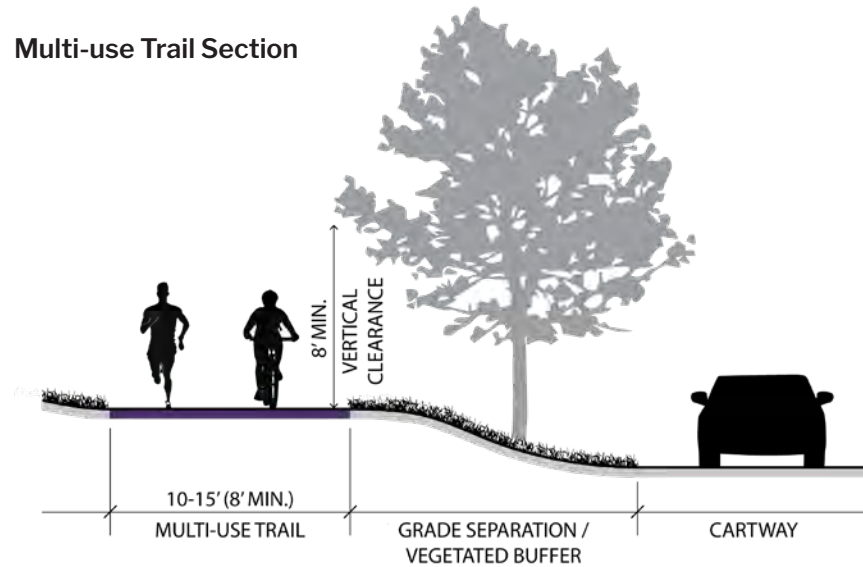 Multi-use Trail Section
8' MIN.
VERTICAL
CLEARANCE
10-15' (8' MIN.)
MULTI-USE TRAIL
GRADE SEPARATION /
VEGETATED BUFFER
CARTWAY